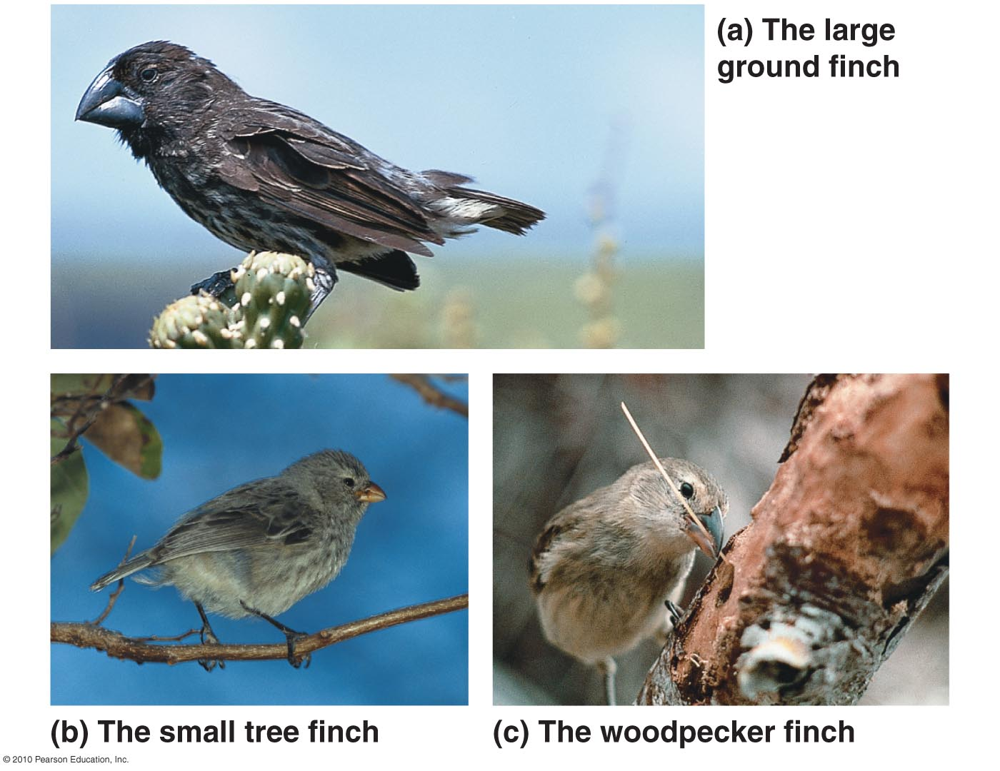 (a) The large
ground finch
(b) The small tree finch
(c) The woodpecker finch
© 2010 Pearson Education, Inc.